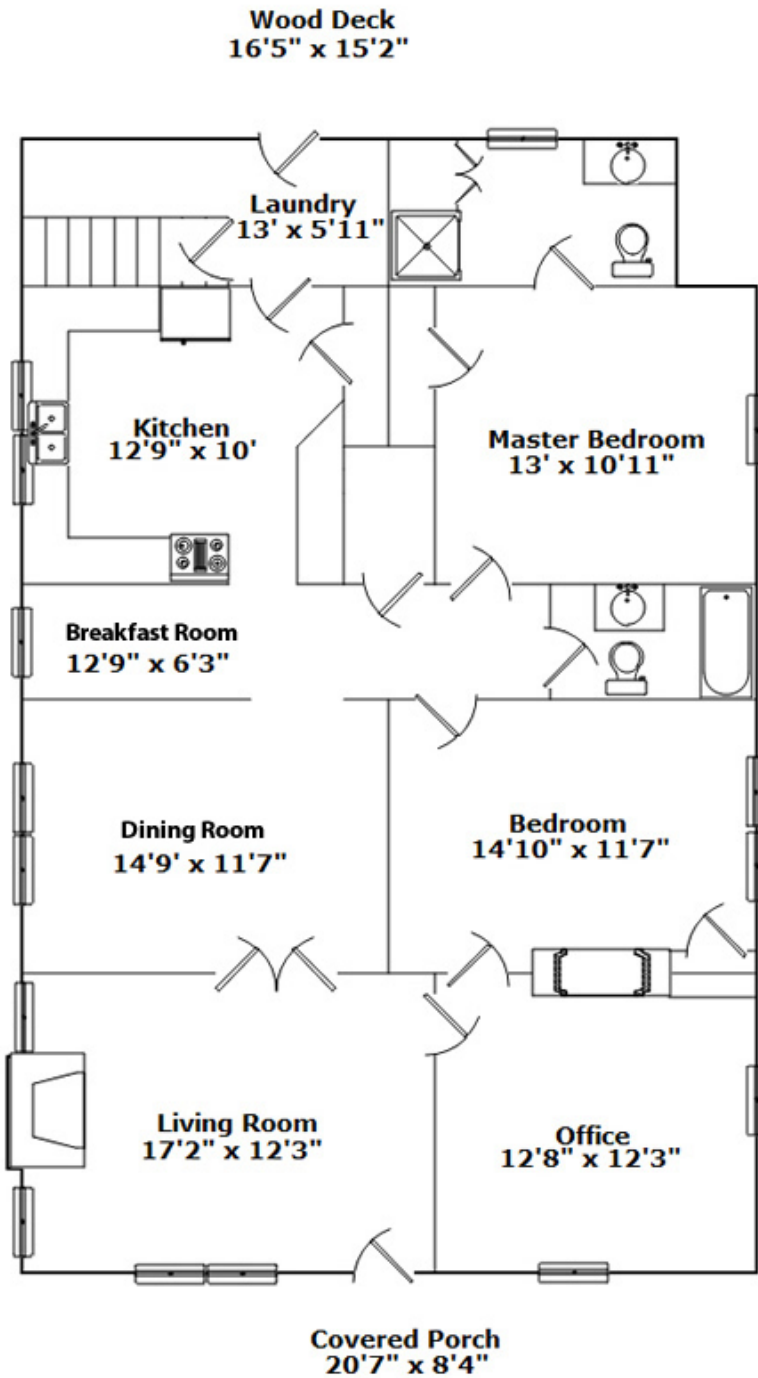 Wood Deck
16'5" x 15'2"
Laundry
13' x 5'11"
Kitchen
12'9" x 10'
Master Bedroom
13' x 10'11"
Breakfast Room
12'9" x 6'3"
Dining Room
14'9' x 11'7"
Bedroom
14'10" x 11'7"
Living Room
17'2" x 12'3"
Office
12'8" x 12'3"
Covered Porch
20'7" x 8'4"